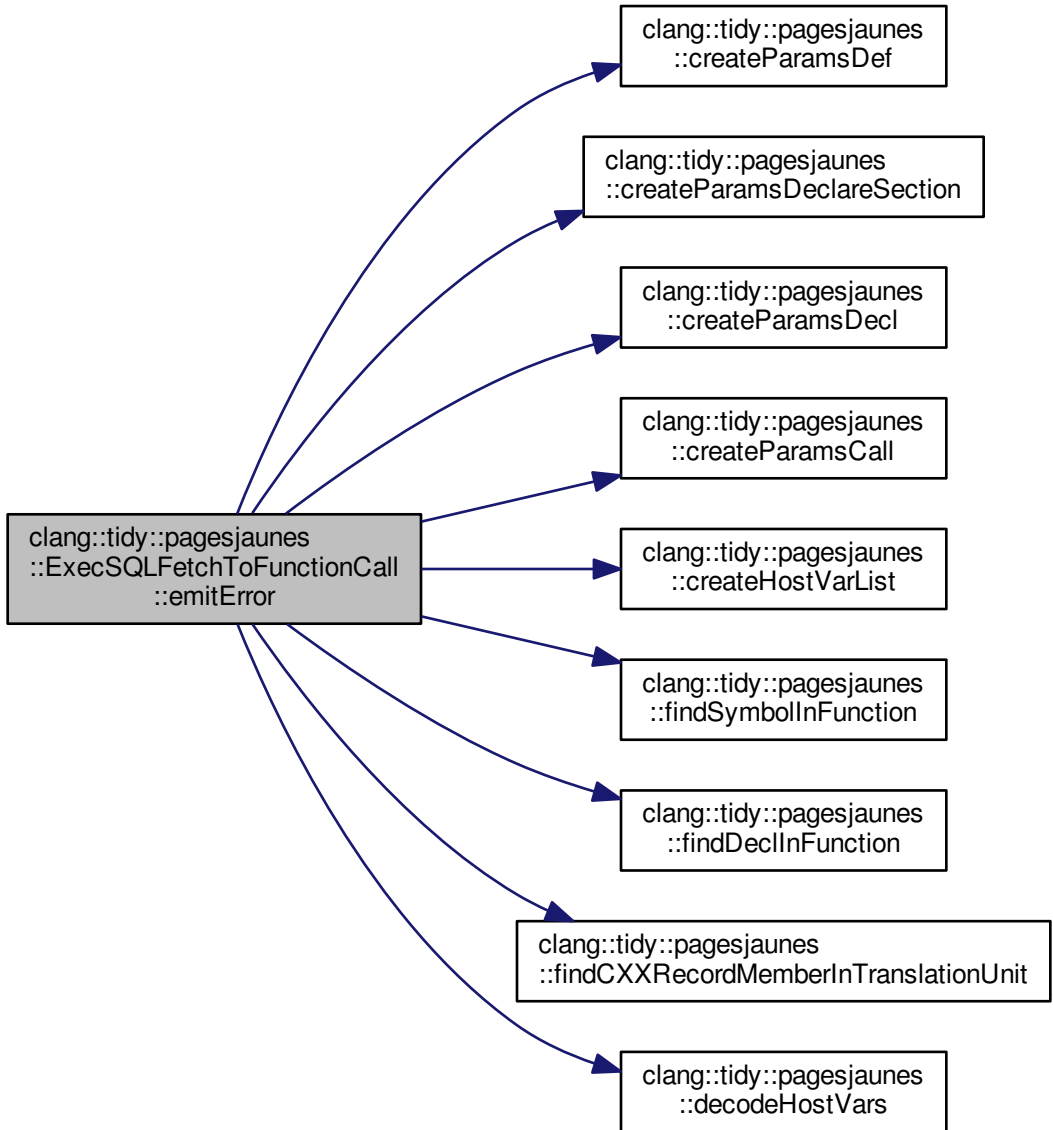 clang::tidy::pagesjaunes
::createParamsDef
clang::tidy::pagesjaunes
::createParamsDeclareSection
clang::tidy::pagesjaunes
::createParamsDecl
clang::tidy::pagesjaunes
::createParamsCall
clang::tidy::pagesjaunes
::ExecSQLFetchToFunctionCall
::emitError
clang::tidy::pagesjaunes
::createHostVarList
clang::tidy::pagesjaunes
::findSymbolInFunction
clang::tidy::pagesjaunes
::findDeclInFunction
clang::tidy::pagesjaunes
::findCXXRecordMemberInTranslationUnit
clang::tidy::pagesjaunes
::decodeHostVars